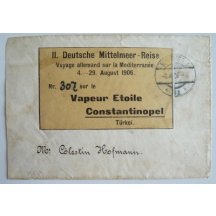 II. Deutsche Mittelmeer-Reise
Voyage allemand sur la Mediterranée
4.—29. August 1906.
Nr. 307 sur le
Vapeur Etoile
Constantinopel
Türkei.
Mr. Celestin Hofmann.